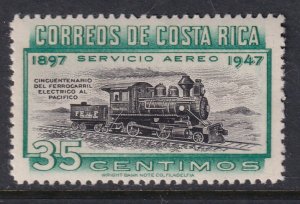 CORREOS DE COSTA RICA
1897 SERVICIO AEREO 1947
CINCUENTENARIO
DEL FERROCARRIL
ELECTRICO AL
PACIFICO
35 CENTIMOS
WRIGHT BANK NOTE CO. FILADELFIA